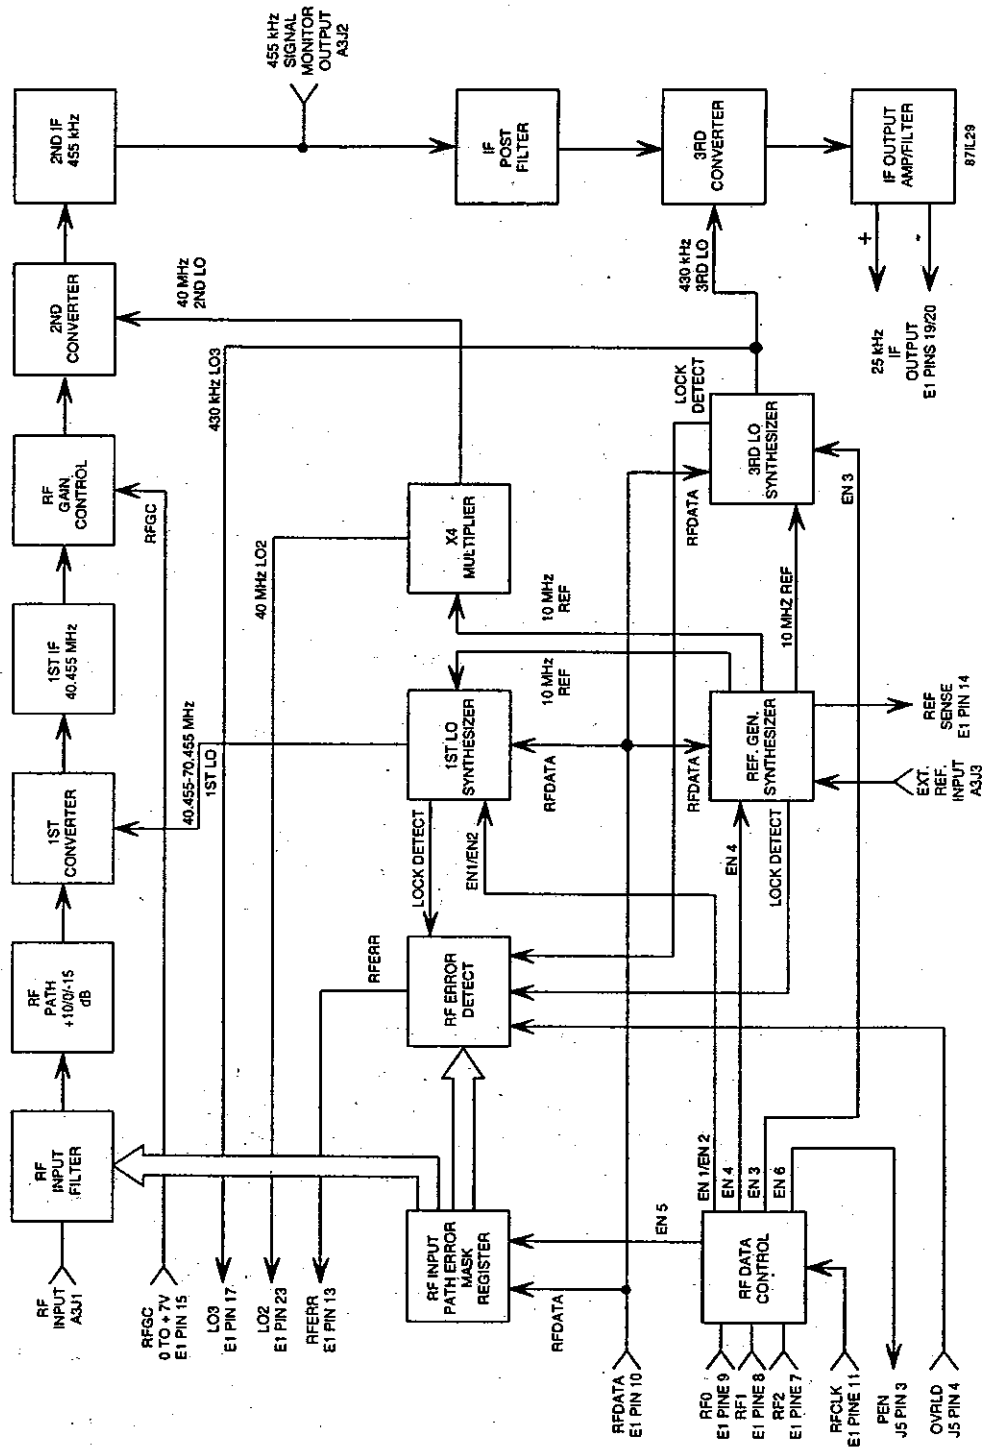 RF
INPUT
A3J1
RF
INPUT
FILTER
RF
PATH
+10/0/-15
dB
1ST
CONVERTER
1ST IF
40.455 MHz
RF
GAIN
CONTROL
2ND
CONVERTER
2ND IF
455 kHz
RFGC
0 TO + 7V
E1 PIN 15
RFGC
40.455-70.455 MHz
1ST LO
40 MHz
2ND LO
455 kHz
SIGNAL
MONITOR
OUTPUT
A3J2
LO3
E1 PIN 17
430 kHz LO3
LO2
E1 PIN 23
40 MHz LO2
RFERR
E1 PIN 13
RFERR
RF INPUT
PATH ERROR
MASK
REGISTER
RF ERROR
DETECT
LOCK DETECT
1ST LO
SYNTHESIZER
X4
MULTIPLIER
IF
POST
FILTER
EN1/EN2
RFDATA
10 MHz
REF
10 MHz
REF
RFDATA
RFDATA
E1 PIN 10
EN 5
RFDATA
RFDATA
LOCK
DETECT
430 kHz
3RD LO
3RD
CONVERTER
RF0
E1 PINE 9
RF1
E1 PINE 8
RF2
E1 PINE 7
RFCLK
E1 PINE 11
RF DATA
CONTROL
EN 1/EN 2
EN 4
EN 3
EN 6
EN 4
LOCK DETECT
REF. GEN.
SYNTHESIZER
10 MHZ REF
3RD LO
SYNTHESIZER
EN 3
PEN
J5 PIN 3
OVRLD
J5 PIN 4
EXT.
REF.
INPUT
A3J3
REF
SENSE
E1 PIN 14
25 kHz
IF
OUTPUT
E1 PINS 19/20
+
-
IF OUTPUT
AMP/FILTER
871L29